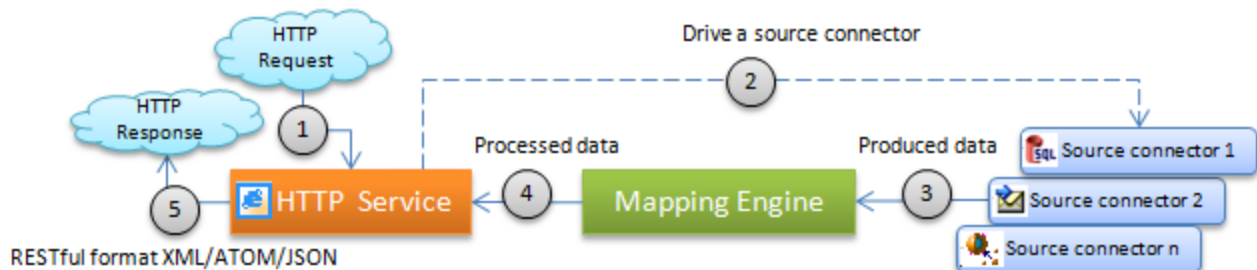 HTTP
Request
Drive a source connector
2
HTTP
Response
1
Processed data
Produced data
SQL Source connector 1
5
HTTP Service
4
Mapping Engine
3
Source connector 2
RESTful format XML/ATOM/JSON
Source connector n